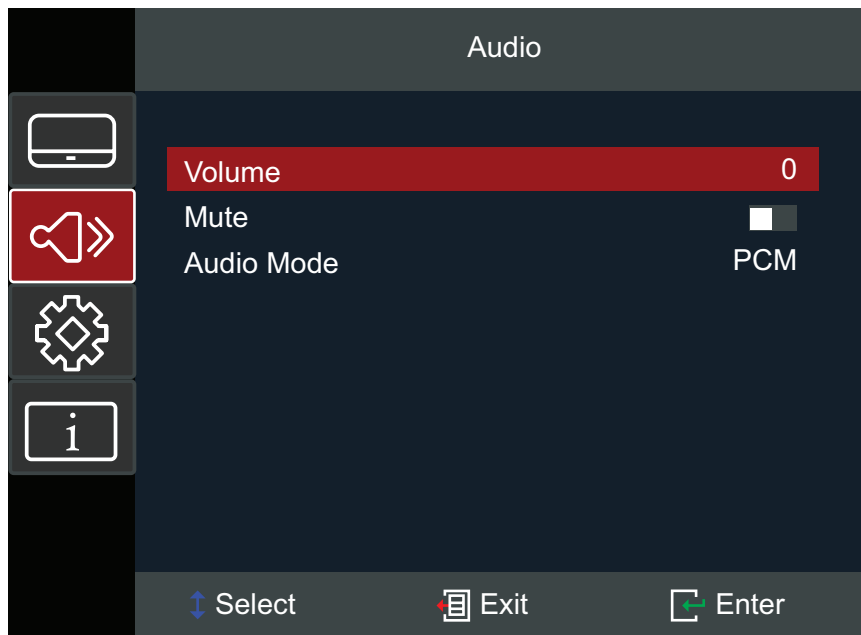 Audio
Volume 0
Mute
Audio Mode PCM
i
Select Exit Enter